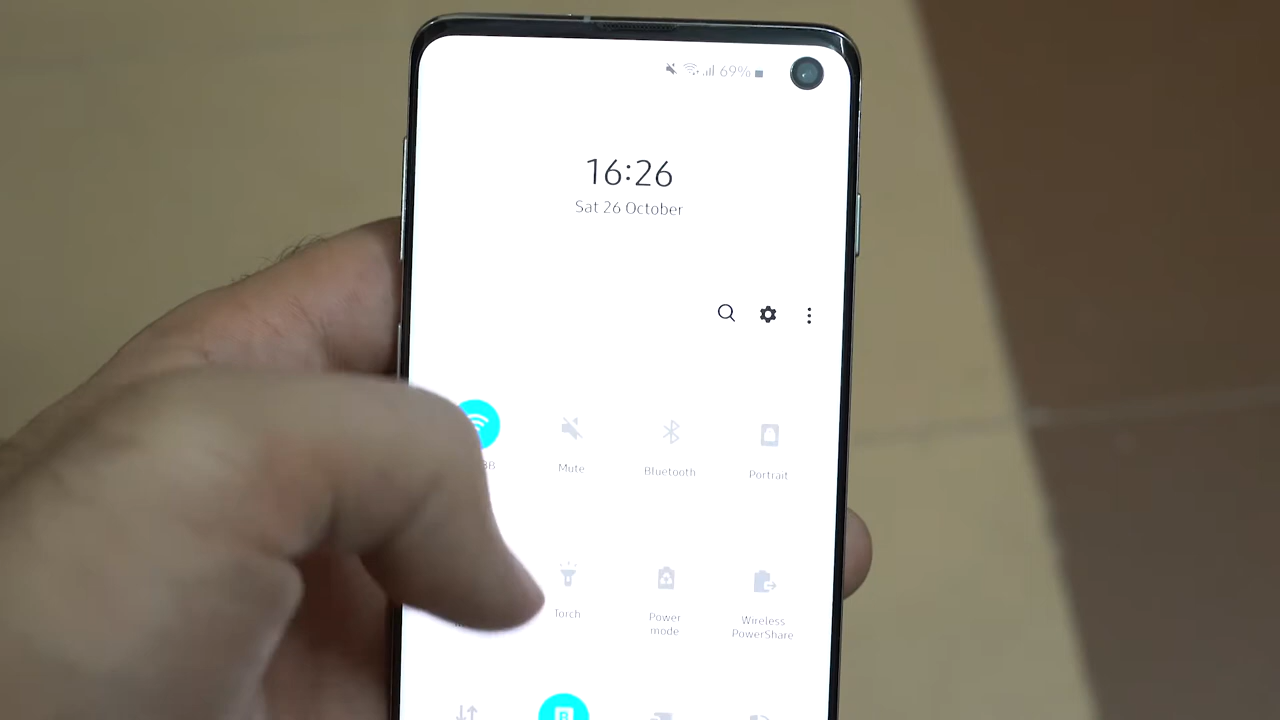 69%
16:26
Sat 26 October
Mute
Bluetooth
Portrait
Torch
Power
mode
Wireless
PowerShare